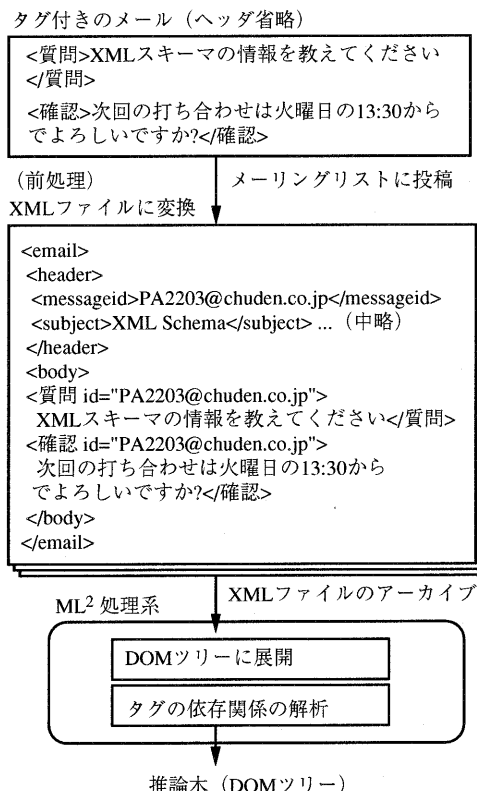 タグ付きのメール（ヘッダ省略）
<質問>XMLスキーマの情報を教えてください
</質問>
<確認>次回の打ち合わせは火曜日の13:30から
でよろしいですか?</確認>
（前処理）
メーリングリストに投稿
XMLファイルに変換
<email>
<header>
<messageid>PA2203@chuden.co.jp</messageid>
<subject>XML Schema</subject> ...（中略）
</header>
<body>
<質問 id="PA2203@chuden.co.jp">
XMLスキーマの情報を教えてください</質問>
<確認 id="PA2203@chuden.co.jp">
次回の打ち合わせは火曜日の13:30から
でよろしいですか?</確認>
</body>
</email>
XMLファイルのアーカイブ
ML² 処理系
DOMツリーに展開
タグの依存関係の解析
推論木（DOMツリー）